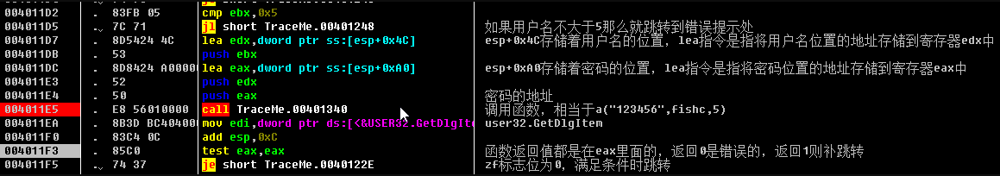 004011D2 . 83FB 05 cmp ebx,0x5
004011D5 .⌄ 7C 71 jl short TraceMe.00401248 如果用户名不大于5那么就跳转到错误提示处
004011D7 . 8D5424 4C lea edx,dword ptr ss:[esp+0x4C] esp+0x4C存储着用户名的位置，lea指令是指将用户名位置的地址存储到寄存器edx中
004011DB . 53 push ebx
004011DC . 8D8424 A00000 lea eax,dword ptr ss:[esp+0xA0] esp+0xA0存储着密码的位置，lea指令是指将密码位置的地址存储到寄存器eax中
004011E3 . 52 push edx
004011E4 . 50 push eax 密码的地址
004011E5 . E8 56010000 call TraceMe.00401340 调用函数，相当于a("123456",fishc,5)
004011EA . 8B3D BC404000 mov edi,dword ptr ds:[<&USER32.GetDlgIte user32.GetDlgItem
004011F0 . 83C4 0C add esp,0xC
004011F3 . 85C0 test eax,eax 函数返回值都是在eax里面的，返回0是错误的，返回1则补跳转
004011F5 .⌄ 74 37 je short TraceMe.0040122E zf标志位为0，满足条件时跳转